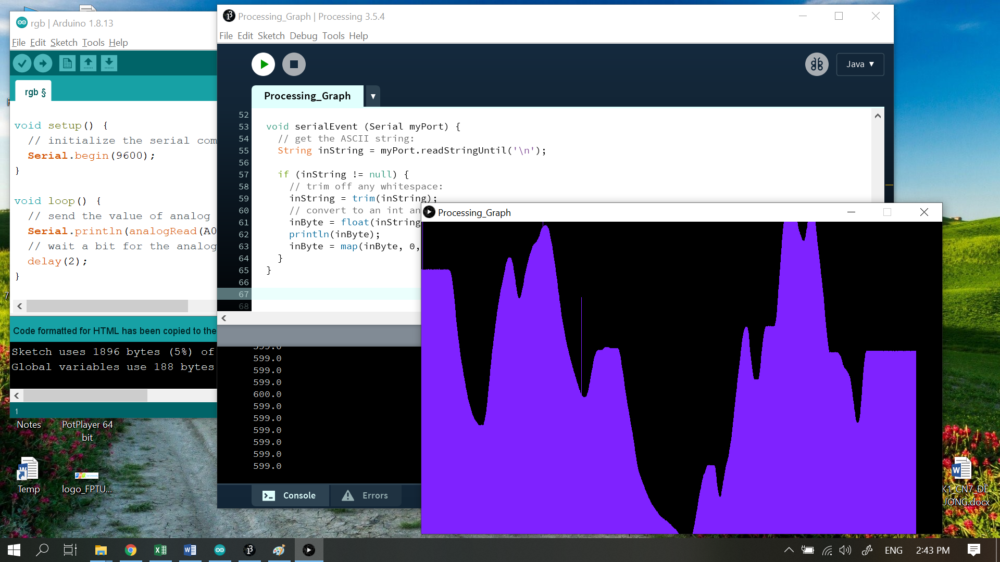 rgb | Arduino 1.8.13
File Edit Sketch Tools Help
rgb §
void setup() {
// initialize the serial com
Serial.begin(9600);
}
void loop() {
// send the value of analog
Serial.println(analogRead(A0
// wait a bit for the analog
delay(2);
}
Code formatted for HTML has been copied to the
Sketch uses 1896 bytes (5%) of
Global variables use 188 bytes
1
Processing_Graph | Processing 3.5.4
File Edit Sketch Debug Tools Help
Java ▼
Processing_Graph ▼
52
53 void serialEvent (Serial myPort) {
54 // get the ASCII string:
55 String inString = myPort.readStringUntil('\n');
56
57 if (inString != null) {
58 // trim off any whitespace:
59 inString = trim(inString);
60 // convert to an int an
61 inByte = float(inString
62 println(inByte);
63 inByte = map(inByte, 0,
64 }
65 }
66
67
68
599.0
599.0
599.0
599.0
600.0
599.0
599.0
599.0
599.0
599.0
599.0
Console
Errors
Processing_Graph
7
Notes
PotPlayer 64
bit
Temp
logo_FPTU...
K1_CN7_ĐỀ
ƯƠNG.docx
ENG
2:43 PM